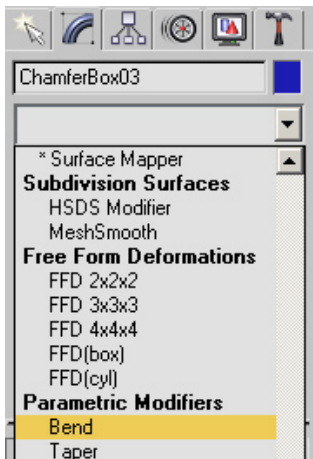 ChamferBox03
* Surface Mapper
Subdivision Surfaces
HSDS Modifier
MeshSmooth
Free Form Deformations
FFD 2x2x2
FFD 3x3x3
FFD 4x4x4
FFD(box)
FFD(cyl)
Parametric Modifiers
Bend
Taper